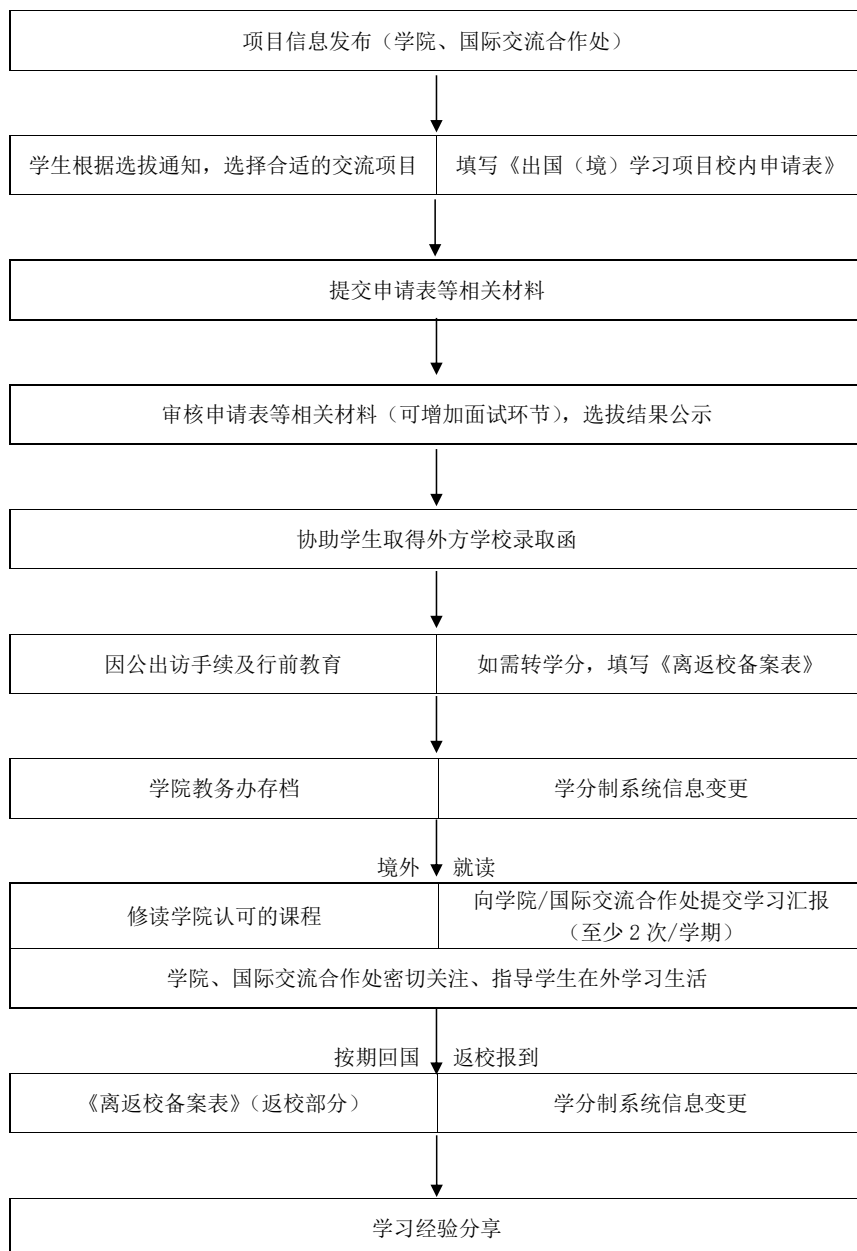 项目信息发布（学院、国际交流合作处）
学生根据选拔通知，选择合适的交流项目
填写《出国（境）学习项目校内申请表》
提交申请表等相关材料
审核申请表等相关材料（可增加面试环节），选拔结果公示
协助学生取得外方学校录取函
因公出访手续及行前教育
如需转学分，填写《离返校备案表》
学院教务办存档
学分制系统信息变更
境外 就读
修读学院认可的课程
向学院/国际交流合作处提交学习汇报
（至少 2 次/学期）
学院、国际交流合作处密切关注、指导学生在外学习生活
按期回国 返校报到
《离返校备案表》（返校部分）
学分制系统信息变更
学习经验分享